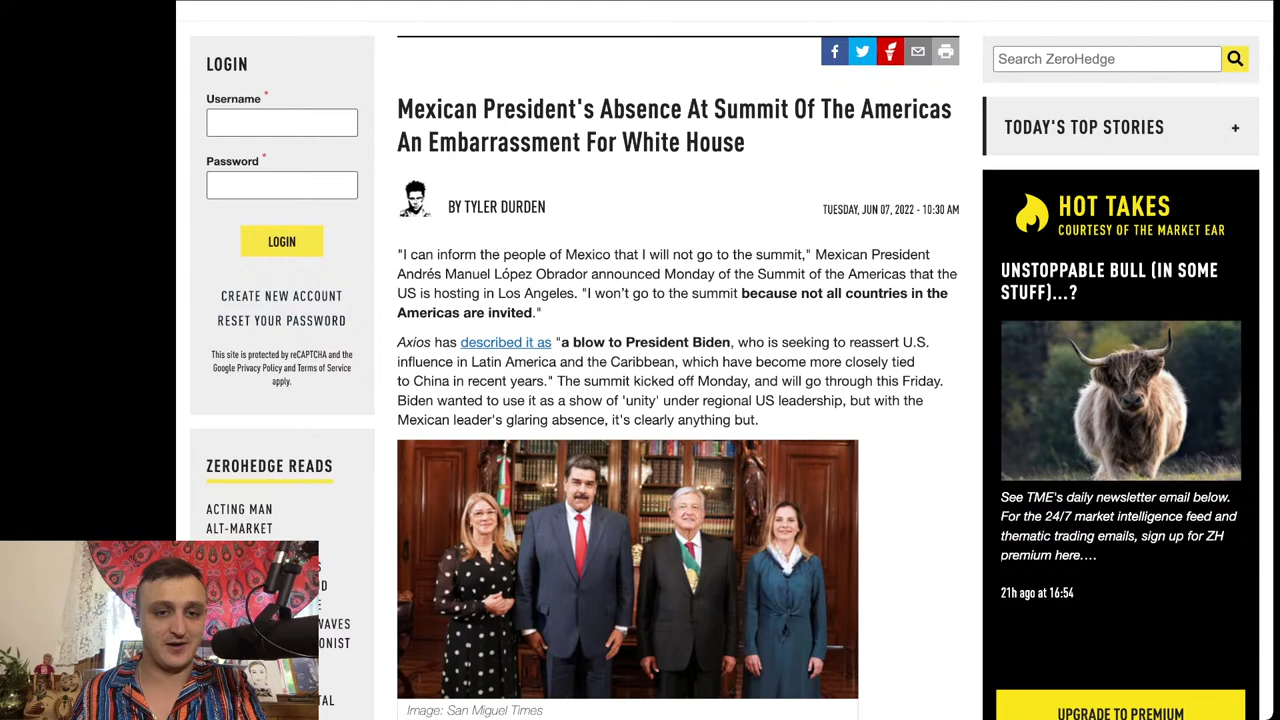 LOGIN
Username *
Password *
LOGIN
CREATE NEW ACCOUNT
RESET YOUR PASSWORD
This site is protected by reCAPTCHA and the
Google Privacy Policy and Terms of Service
apply.
ZEROHEDGE READS
ACTING MAN
ALT-MARKET
WAVES
ONIST
Mexican President's Absence At Summit Of The Americas
An Embarrassment For White House
BY TYLER DURDEN
TUESDAY, JUN 07, 2022 - 10:30 AM
"I can inform the people of Mexico that I will not go to the summit," Mexican President
Andrés Manuel López Obrador announced Monday of the Summit of the Americas that the
US is hosting in Los Angeles. "I won't go to the summit because not all countries in the
Americas are invited."
Axios has described it as "a blow to President Biden, who is seeking to reassert U.S.
influence in Latin America and the Caribbean, which have become more closely tied
to China in recent years." The summit kicked off Monday, and will go through this Friday.
Biden wanted to use it as a show of 'unity' under regional US leadership, but with the
Mexican leader's glaring absence, it's clearly anything but.
Image: San Miguel Times
Search ZeroHedge
TODAY'S TOP STORIES +
HOT TAKES
COURTESY OF THE MARKET EAR
UNSTOPPABLE BULL (IN SOME
STUFF)...?
See TME's daily newsletter email below.
For the 24/7 market intelligence feed and
thematic trading emails, sign up for ZH
premium here....
21h ago at 16:54
UPGRADE TO PREMIUM